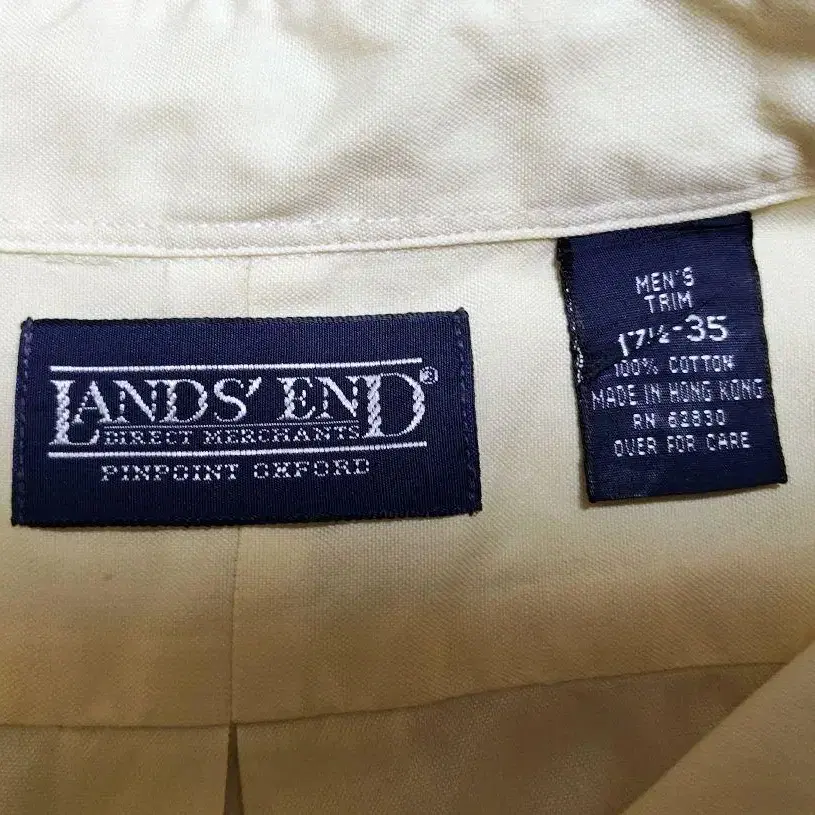 LANDS' END®
DIRECT MERCHANTS
PINPOINT OXFORD
MEN'S
TRIM
17½-35
100% COTTON
MADE IN HONG KONG
RN 62830
OVER FOR CARE